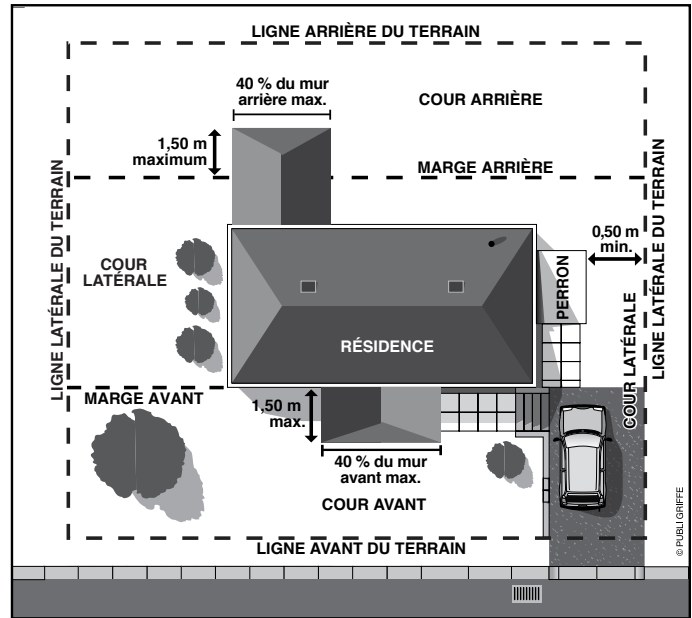 LIGNE ARRIÈRE DU TERRAIN
40 % du mur
arrière max.
COUR ARRIÈRE
1,50 m
maximum
MARGE ARRIÈRE
LIGNE LATÉRALE DU TERRAIN
COUR
LATÉRALE
0,50 m
min.
PERRON
LIGNE LATÉRALE DU TERRAIN
COUR LATÉRALE
RÉSIDENCE
MARGE AVANT
1,50 m
max.
40 % du mur
avant max.
COUR AVANT
LIGNE AVANT DU TERRAIN
© PUBLI GRIFFE